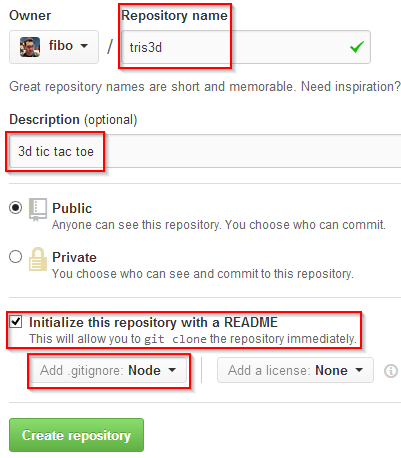 Owner Repository name
fibo / tris3d
Great repository names are short and memorable. Need inspiration?
Description (optional)
3d tic tac toe
Public
Anyone can see this repository. You choose who can commit.
Private
You choose who can see and commit to this repository.
Initialize this repository with a README
This will allow you to git clone the repository immediately.
Add .gitignore: Node Add a license: None
Create repository